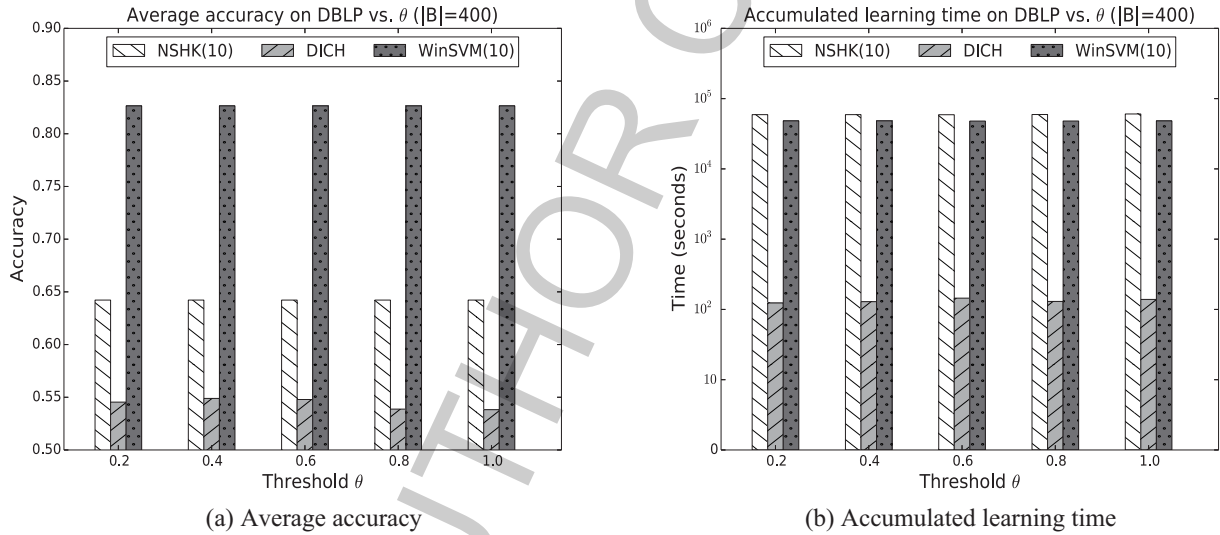 Average accuracy on DBLP vs. θ (|B|=400)
NSHK(10) DICH WinSVM(10)
0.90
0.85
0.80
0.75
0.70
0.65
0.60
0.55
0.50
Accuracy
0.2 0.4 0.6 0.8 1.0
Threshold θ
(a) Average accuracy
Accumulated learning time on DBLP vs. θ (|B|=400)
NSHK(10) DICH WinSVM(10)
10⁶
10⁵
10⁴
10³
10²
10
0
Time (seconds)
0.2 0.4 0.6 0.8 1.0
Threshold θ
(b) Accumulated learning time
UTHOR